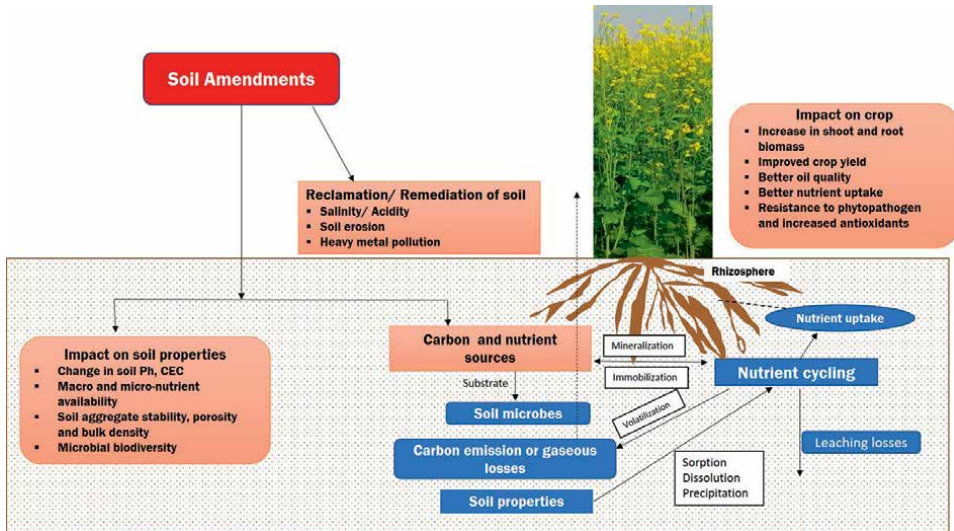 Soil Amendments
Impact on crop
▪ Increase in shoot and root
biomass
▪ Improved crop yield
▪ Better oil quality
▪ Better nutrient uptake
▪ Resistance to phytopathogen
and increased antioxidants
Reclamation/ Remediation of soil
▪ Salinity/ Acidity
▪ Soil erosion
▪ Heavy metal pollution
Rhizosphere
Nutrient uptake
Impact on soil properties
▪ Change in soil Ph, CEC
▪ Macro and micro-nutrient
availability
▪ Soil aggregate stability, porosity
and bulk density
▪ Microbial biodiversity
Carbon and nutrient
sources
Mineralization
Immobilization
Nutrient cycling
Substrate
Soil microbes
Volatilization
Carbon emission or gaseous
losses
Leaching losses
Soil properties
Sorption
Dissolution
Precipitation